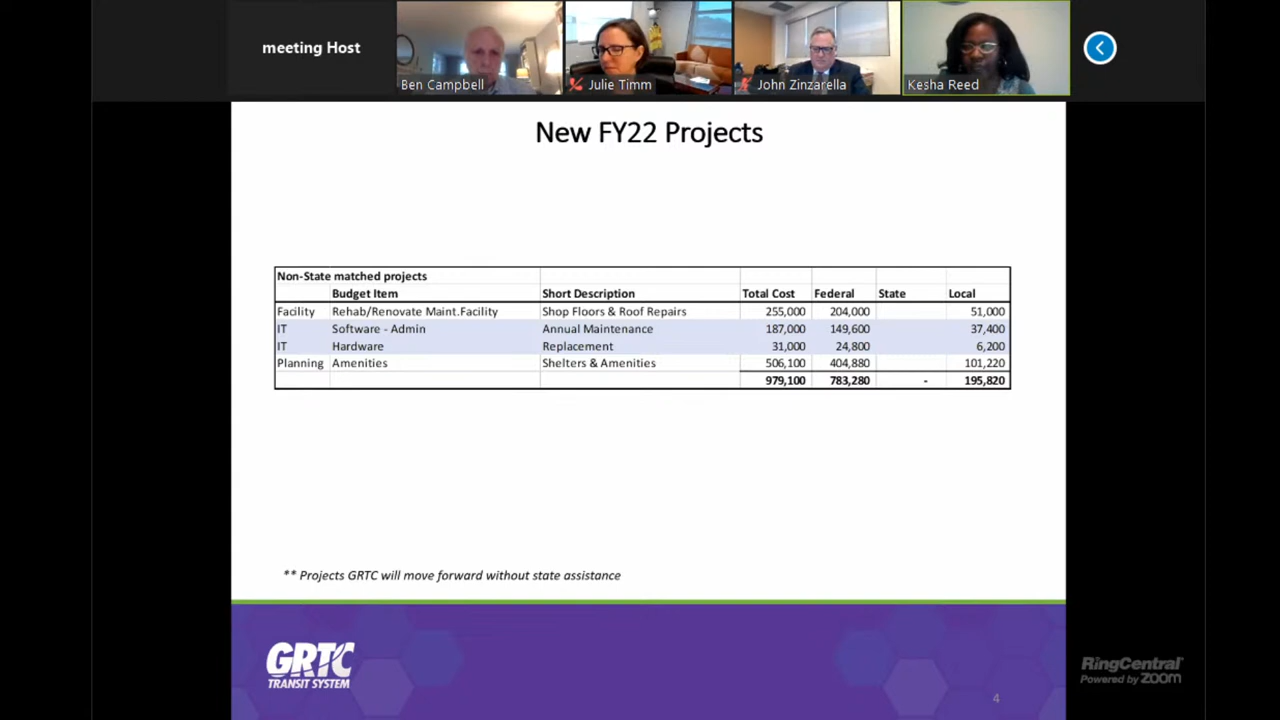 meeting Host
Ben Campbell
Julie Timm
John Zinzarella
Kesha Reed
New FY22 Projects
Non-State matched projects
Budget Item Short Description Total Cost Federal State Local
Facility Rehab/Renovate Maint.Facility Shop Floors & Roof Repairs 255,000 204,000 51,000
IT Software - Admin Annual Maintenance 187,000 149,600 37,400
IT Hardware Replacement 31,000 24,800 6,200
Planning Amenities Shelters & Amenities 506,100 404,880 101,220
979,100 783,280 - 195,820
** Projects GRTC will move forward without state assistance
GRTC
TRANSIT SYSTEM
4
RingCentral
Powered by zoom